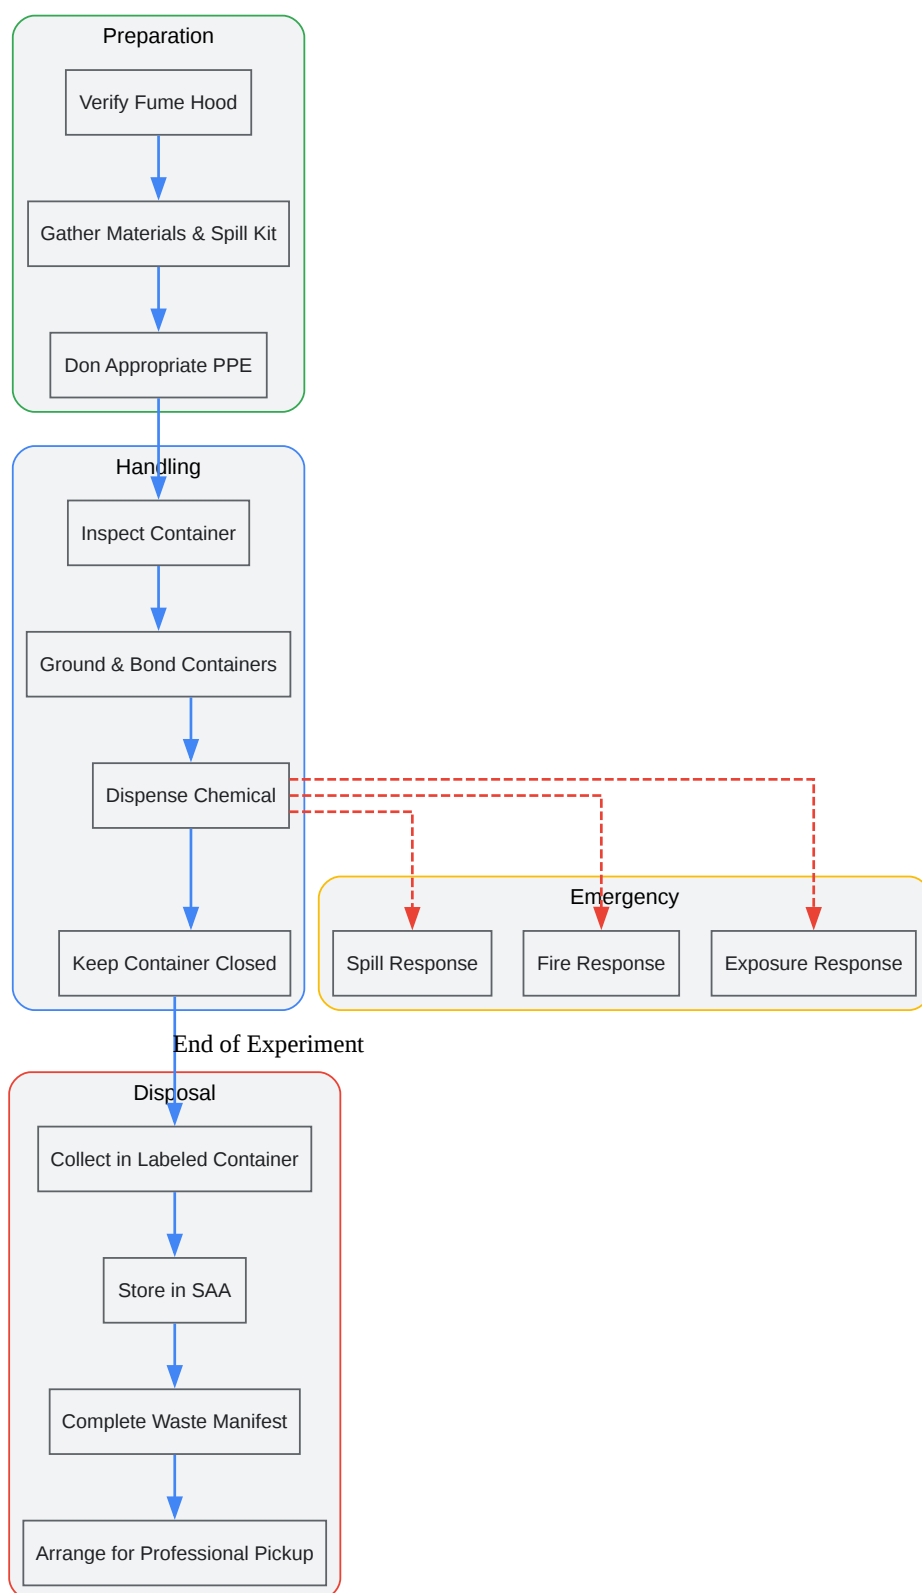 Preparation
Verify Fume Hood
Gather Materials & Spill Kit
Don Appropriate PPE
Handling
Inspect Container
Ground & Bond Containers
Dispense Chemical
Keep Container Closed
Emergency
Spill Response
Fire Response
Exposure Response
End of Experiment
Disposal
Collect in Labeled Container
Store in SAA
Complete Waste Manifest
Arrange for Professional Pickup